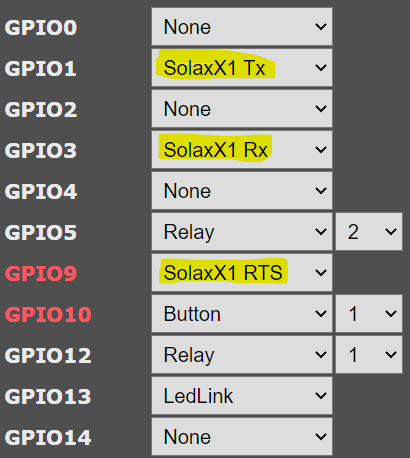 GPIO0 None
GPIO1 SolaxX1 Tx
GPIO2 None
GPIO3 SolaxX1 Rx
GPIO4 None
GPIO5 Relay 2
GPIO9 SolaxX1 RTS
GPIO10 Button 1
GPIO12 Relay 1
GPIO13 LedLink
GPIO14 None